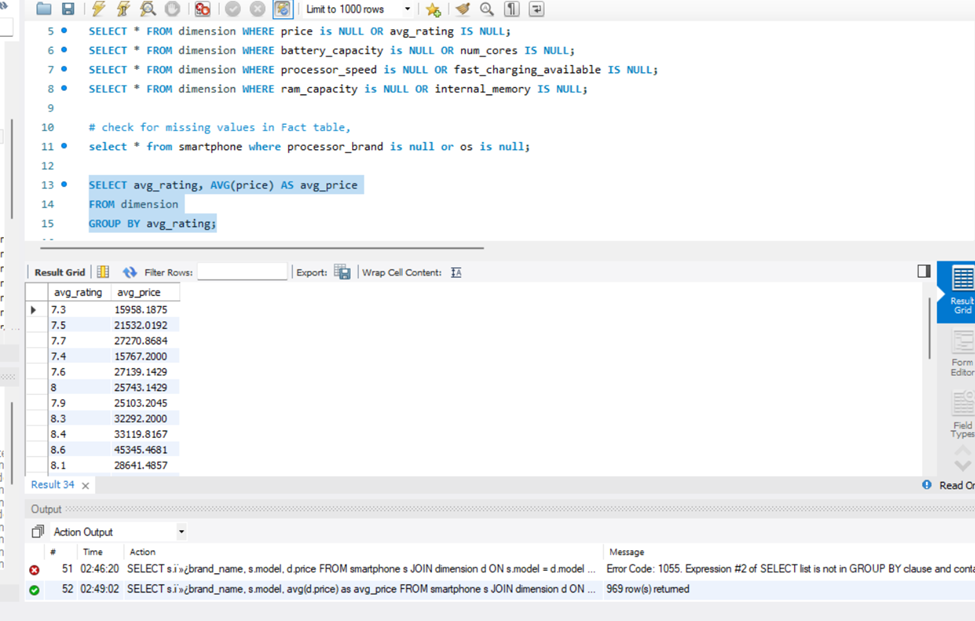 Limit to 1000 rows
5 SELECT * FROM dimension WHERE price is NULL OR avg_rating IS NULL;
6 SELECT * FROM dimension WHERE battery_capacity is NULL OR num_cores IS NULL;
7 SELECT * FROM dimension WHERE processor_speed is NULL OR fast_charging_available IS NULL;
8 SELECT * FROM dimension WHERE ram_capacity is NULL OR internal_memory IS NULL;
9
10 # check for missing values in Fact table,
11 select * from smartphone where processor_brand is null or os is null;
12
13 SELECT avg_rating, AVG(price) AS avg_price
14 FROM dimension
15 GROUP BY avg_rating;
Result Grid Filter Rows: Export: Wrap Cell Content:
avg_rating avg_price
7.3 15958.1875
7.5 21532.0192
7.7 27270.8684
7.4 15767.2000
7.6 27139.1429
8 25743.1429
7.9 25103.2045
8.3 32292.2000
8.4 33119.8167
8.6 45345.4681
8.1 28641.4857
Result Grid
Form Editor
Field Types
Result 34 Read On
Output
Action Output
# Time Action Message
51 02:46:20 SELECT s.ï»¿brand_name, s.model, d.price FROM smartphone s JOIN dimension d ON s.model = d.model ... Error Code: 1055. Expression #2 of SELECT list is not in GROUP BY clause and conta
52 02:49:02 SELECT s.ï»¿brand_name, s.model, avg(d.price) as avg_price FROM smartphone s JOIN dimension d ON ... 969 row(s) returned